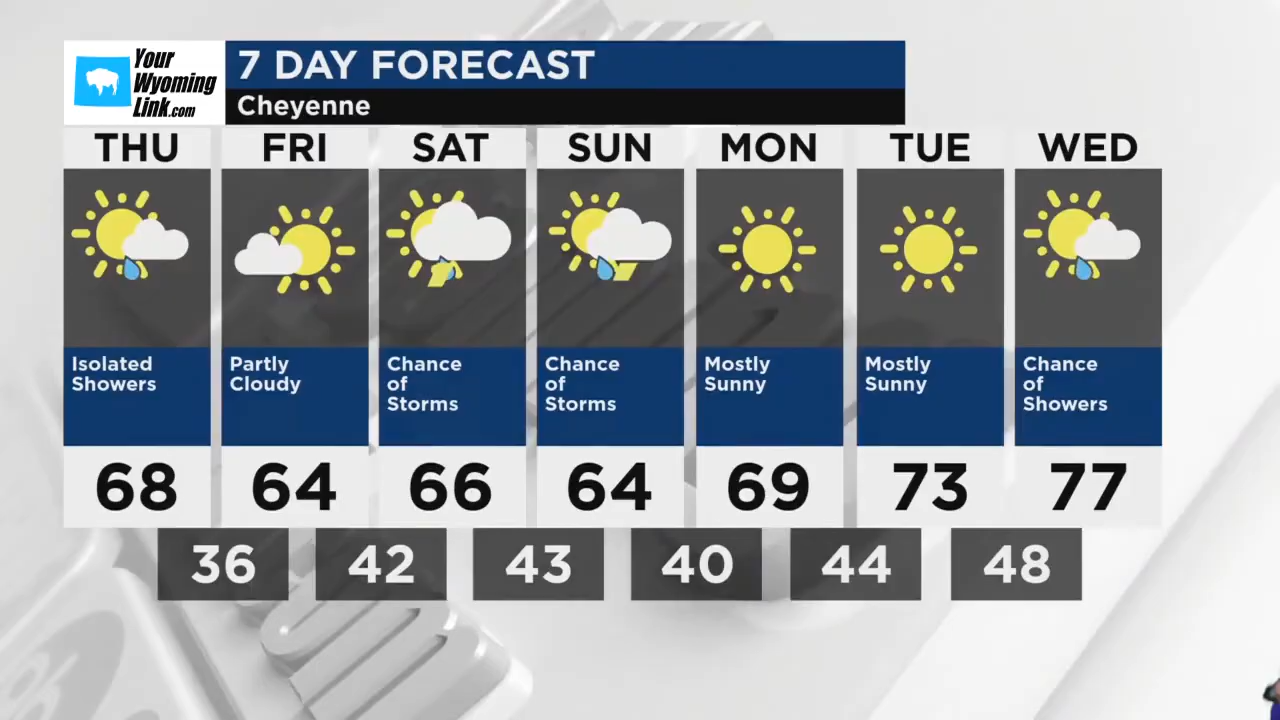 Your
Wyoming
Link.com
7 DAY FORECAST
Cheyenne
THU
FRI
SAT
SUN
MON
TUE
WED
Isolated
Showers
Partly
Cloudy
Chance
of
Storms
Chance
of
Storms
Mostly
Sunny
Mostly
Sunny
Chance
of
Showers
68
64
66
64
69
73
77
36
42
43
40
44
48